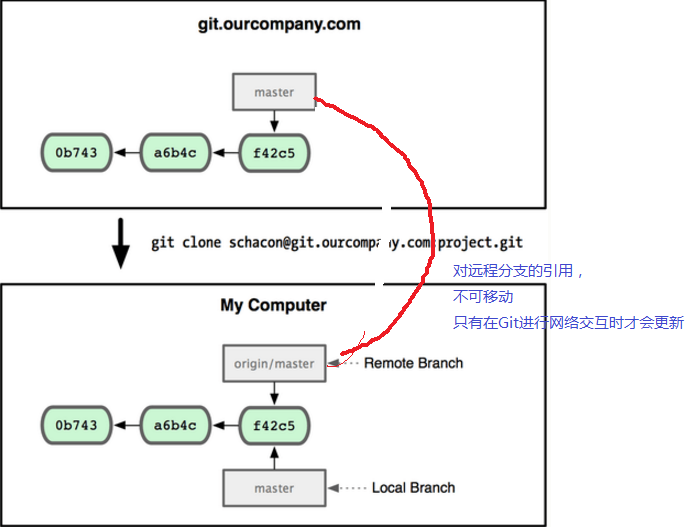 git.ourcompany.com
master
0b743
a6b4c
f42c5
git clone schacon@git.ourcompany.com:project.git
对远程分支的引用，
不可移动
只有在Git进行网络交互时才会更新
My Computer
origin/master
Remote Branch
0b743
a6b4c
f42c5
master
Local Branch